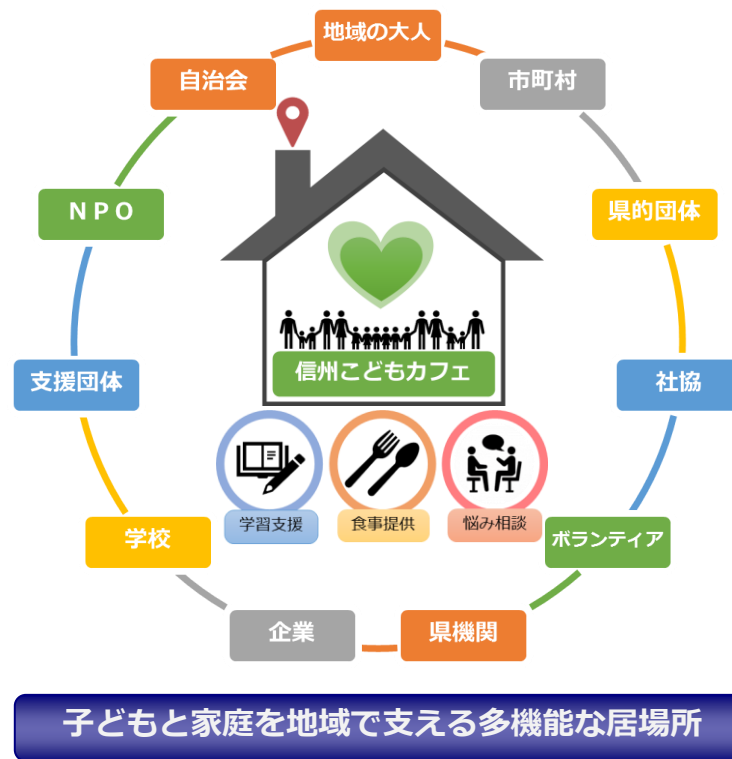 地域の大人
自治会
市町村
ＮＰＯ
県的団体
信州こどもカフェ
支援団体
社協
学習支援
食事提供
悩み相談
学校
ボランティア
企業
県機関
子どもと家庭を地域で支える多機能な居場所